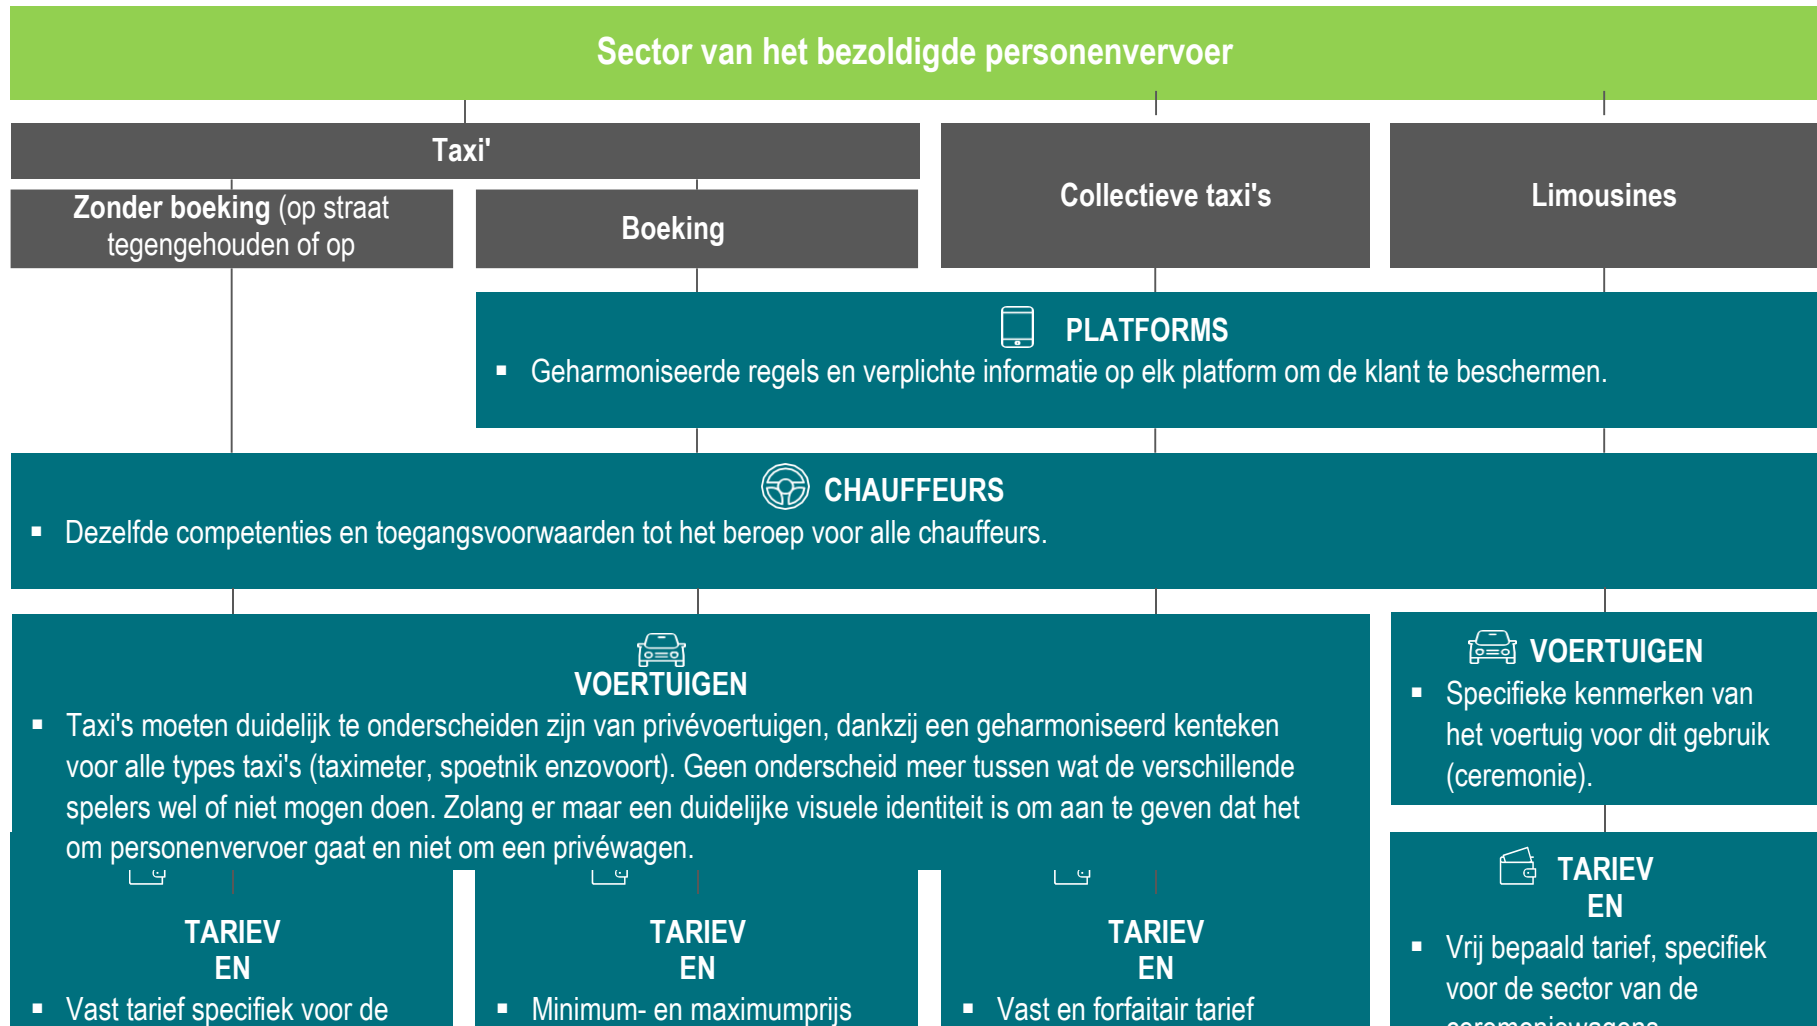 Sector van het bezoldigde personenvervoer
Taxi'
Zonder boeking (op straat
tegengehouden of op
Boeking
Collectieve taxi's
Limousines
PLATFORMS
▪ Geharmoniseerde regels en verplichte informatie op elk platform om de klant te beschermen.
CHAUFFEURS
▪ Dezelfde competenties en toegangsvoorwaarden tot het beroep voor alle chauffeurs.
VOERTUIGEN
▪ Taxi's moeten duidelijk te onderscheiden zijn van privévoertuigen, dankzij een geharmoniseerd kenteken
voor alle types taxi's (taximeter, spoetnik enzovoort). Geen onderscheid meer tussen wat de verschillende
spelers wel of niet mogen doen. Zolang er maar een duidelijke visuele identiteit is om aan te geven dat het
om personenvervoer gaat en niet om een privéwagen.
VOERTUIGEN
▪ Specifieke kenmerken van
het voertuig voor dit gebruik
(ceremonie).
TARIEV
EN
▪ Vast tarief specifiek voor de
TARIEV
EN
▪ Minimum- en maximumprijs
TARIEV
EN
▪ Vast en forfaitair tarief
TARIEV
EN
▪ Vrij bepaald tarief, specifiek
voor de sector van de
ceremoniewagens